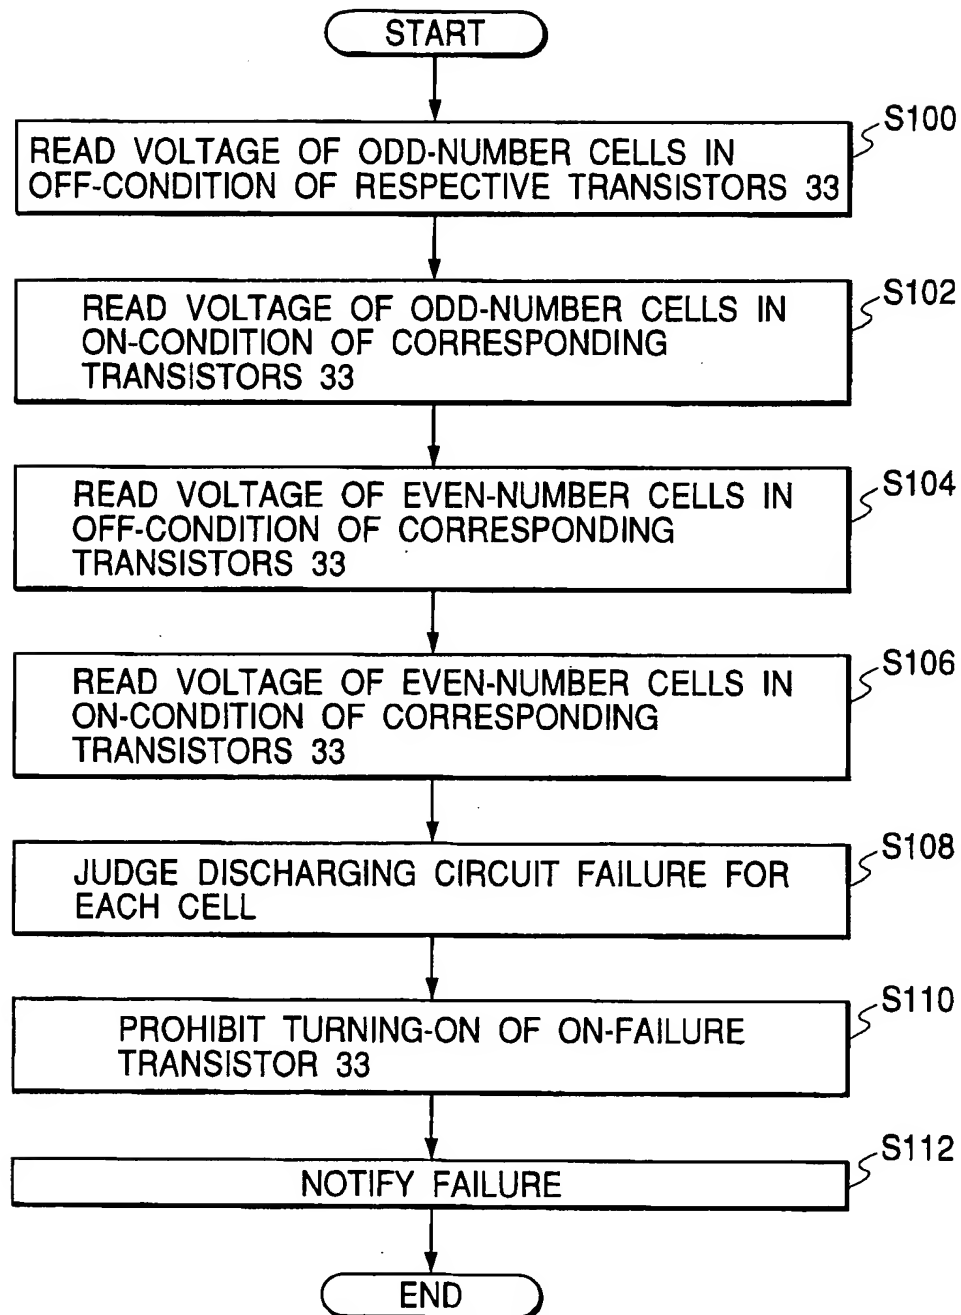 START
S100
READ VOLTAGE OF ODD-NUMBER CELLS IN
OFF-CONDITION OF RESPECTIVE TRANSISTORS 33
S102
READ VOLTAGE OF ODD-NUMBER CELLS IN
ON-CONDITION OF CORRESPONDING
TRANSISTORS 33
S104
READ VOLTAGE OF EVEN-NUMBER CELLS IN
OFF-CONDITION OF CORRESPONDING
TRANSISTORS 33
S106
READ VOLTAGE OF EVEN-NUMBER CELLS IN
ON-CONDITION OF CORRESPONDING
TRANSISTORS 33
S108
JUDGE DISCHARGING CIRCUIT FAILURE FOR
EACH CELL
S110
PROHIBIT TURNING-ON OF ON-FAILURE
TRANSISTOR 33
S112
NOTIFY FAILURE
END